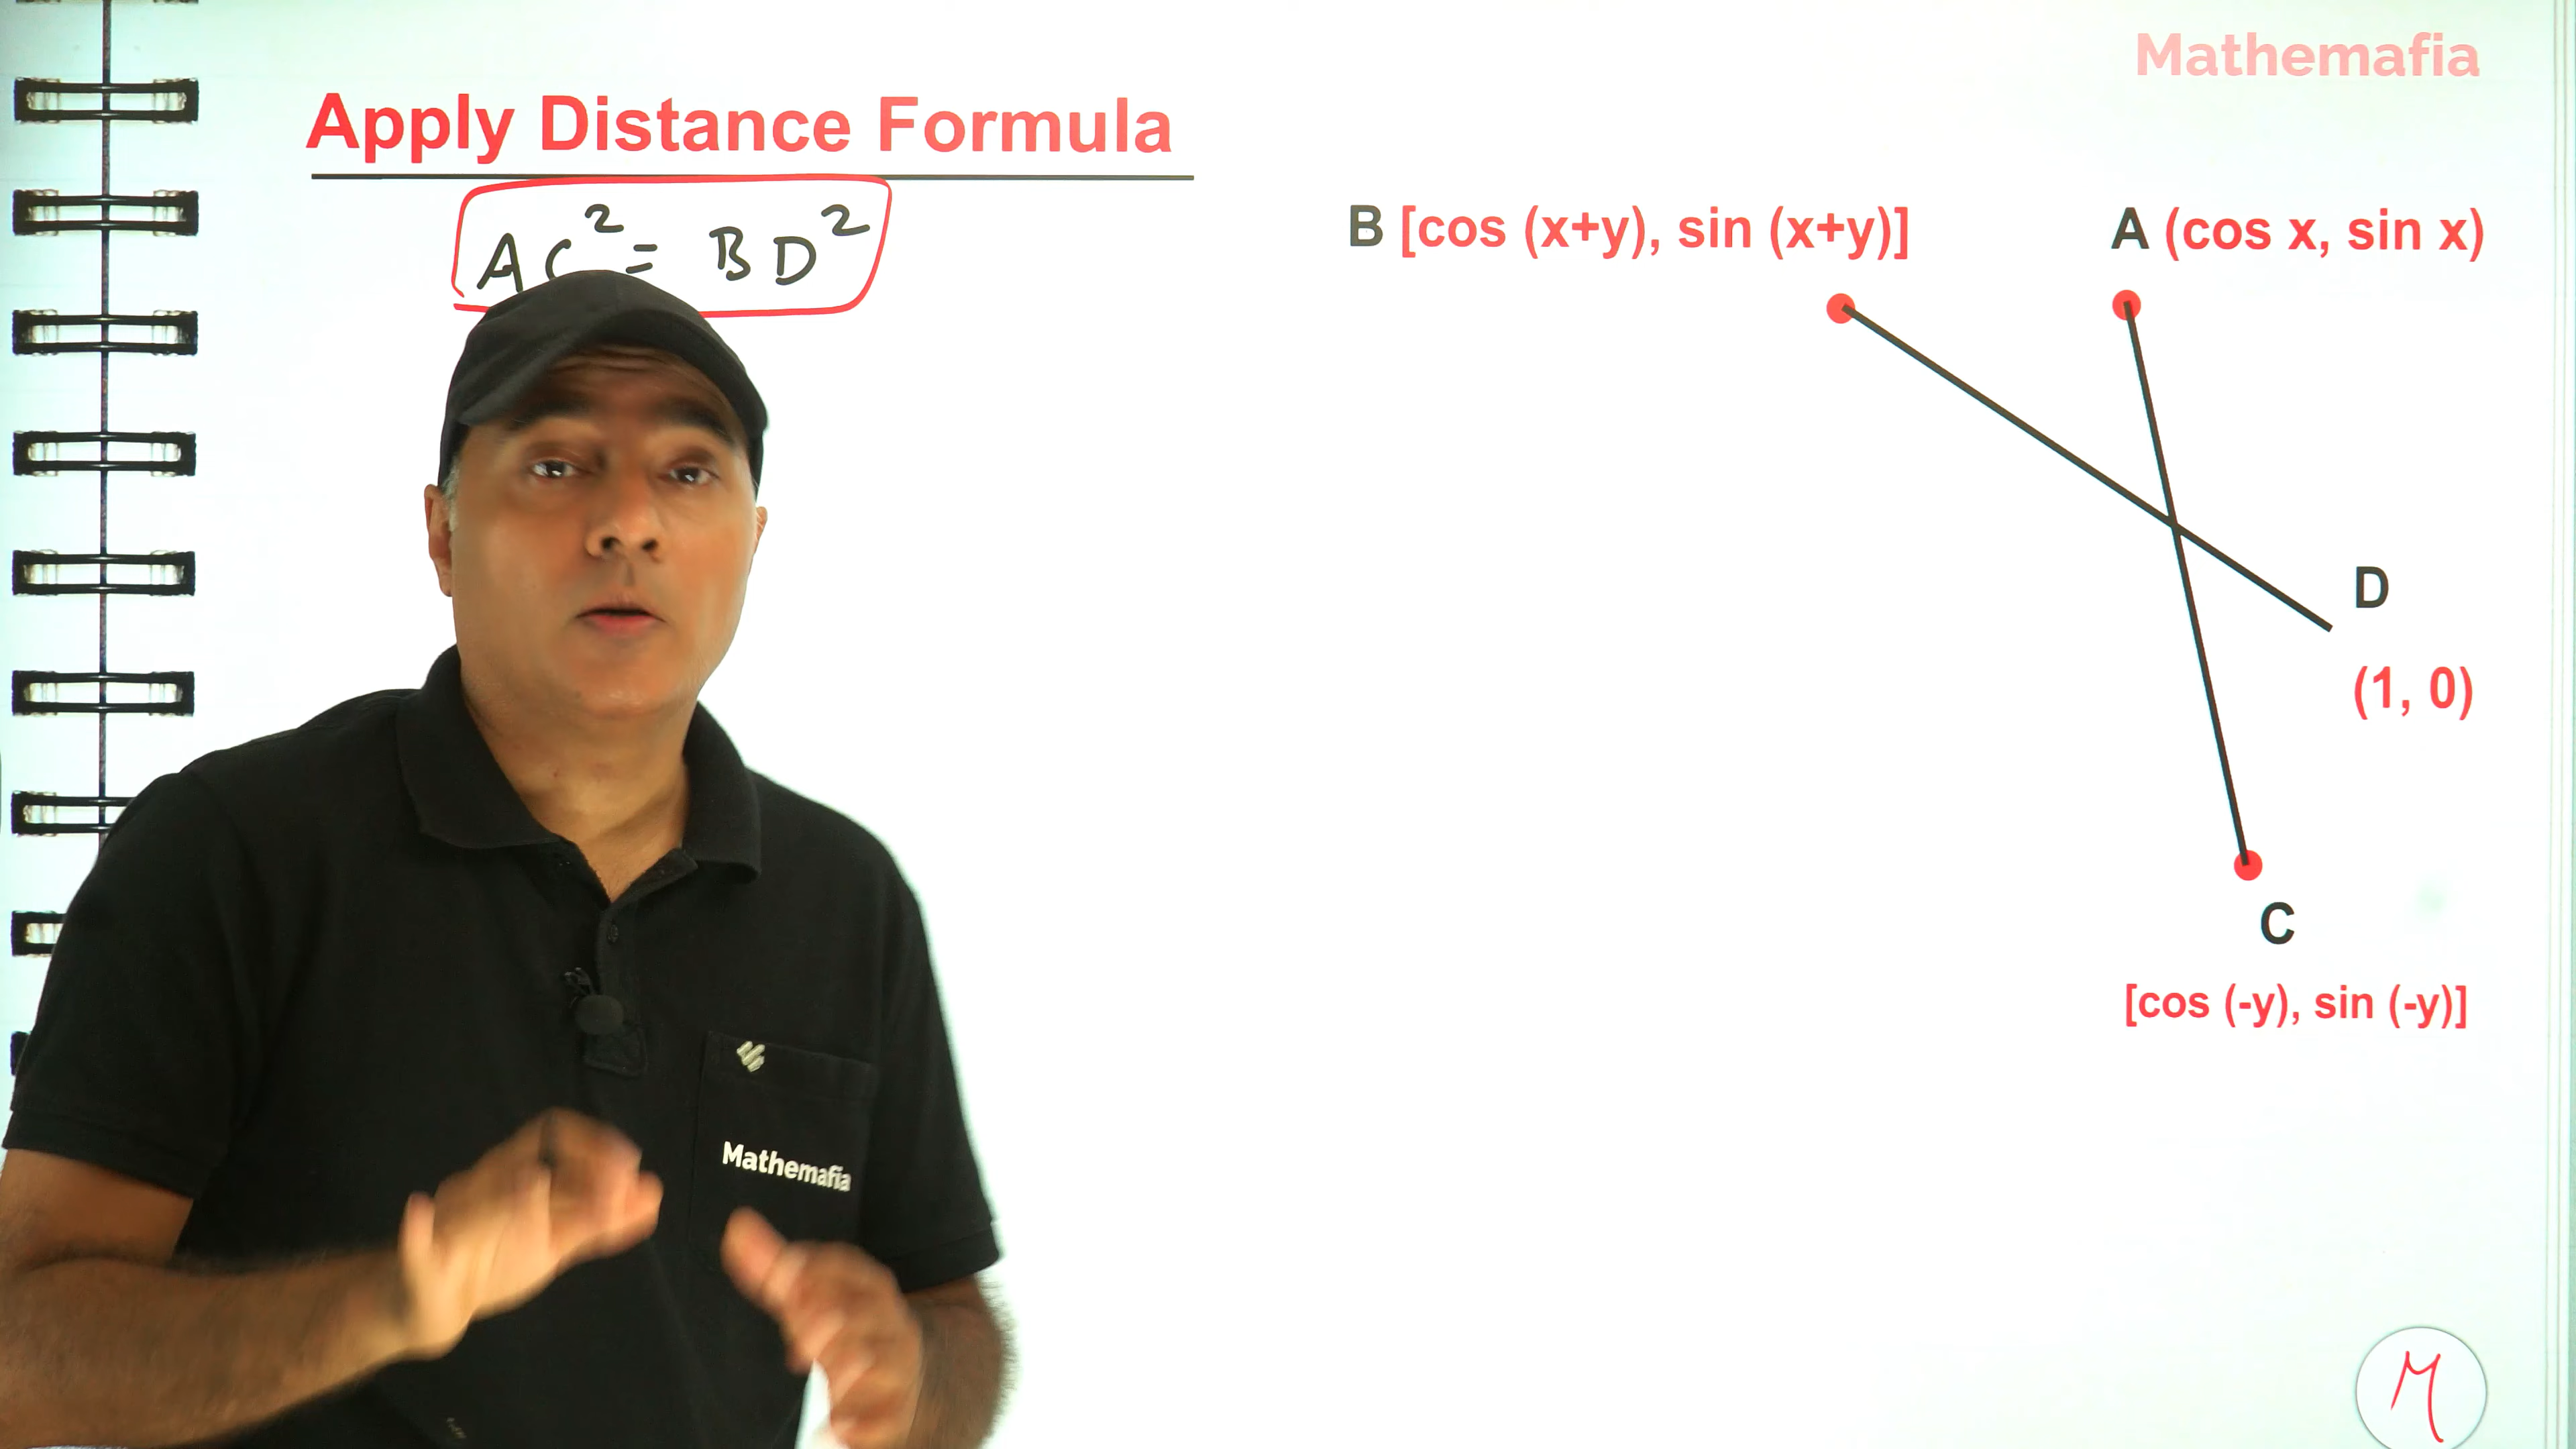 Mathemafia
Apply Distance Formula
AC² = BD²
B [cos (x+y), sin (x+y)]
A (cos x, sin x)
D
(1, 0)
C
[cos (-y), sin (-y)]
Mathemafia
M